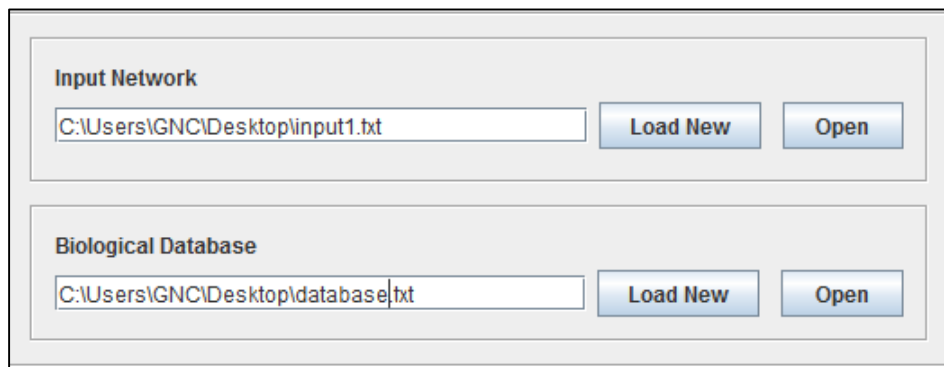 Input Network
C:\Users\GNC\Desktop\input1.txt Load New Open
Biological Database
C:\Users\GNC\Desktop\database.txt Load New Open